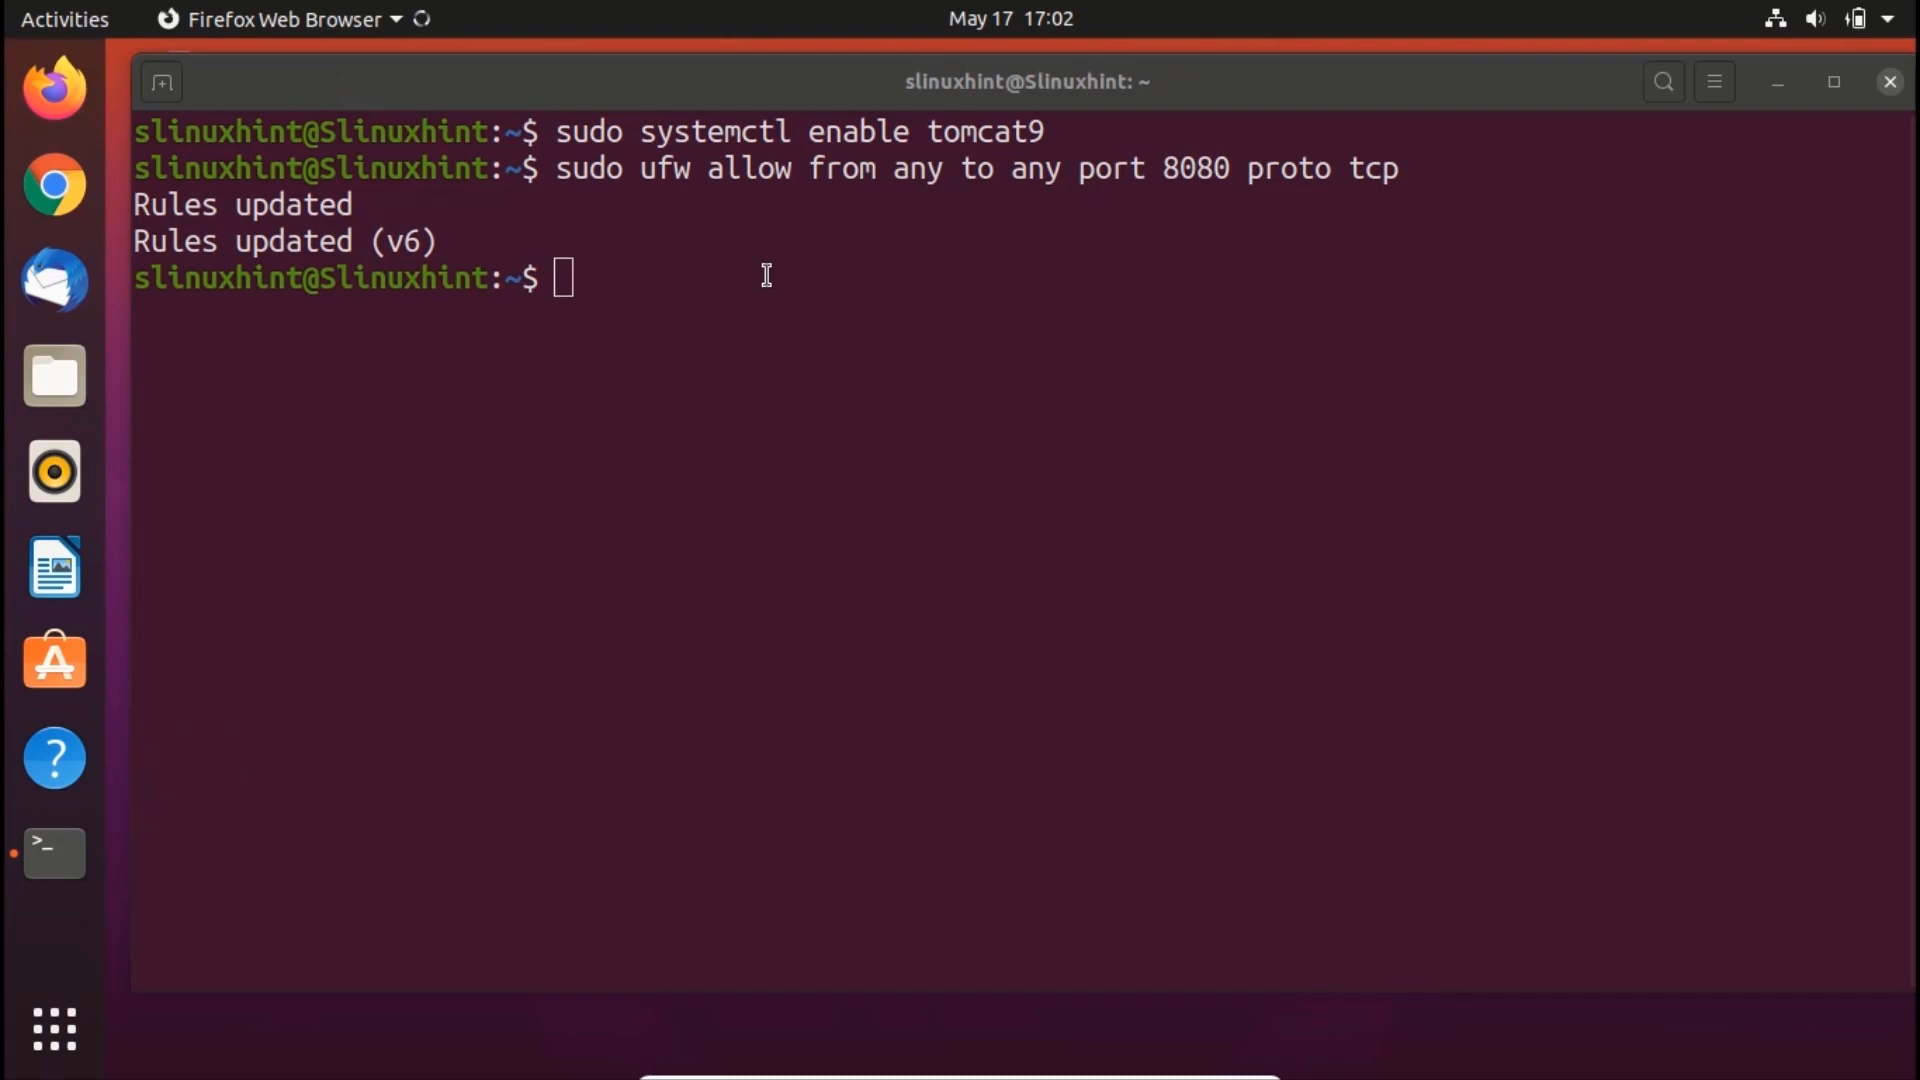 Activities Firefox Web Browser May 17 17:02
slinuxhint@Slinuxhint: ~
slinuxhint@Slinuxhint:~$ sudo systemctl enable tomcat9
slinuxhint@Slinuxhint:~$ sudo ufw allow from any to any port 8080 proto tcp
Rules updated
Rules updated (v6)
slinuxhint@Slinuxhint:~$